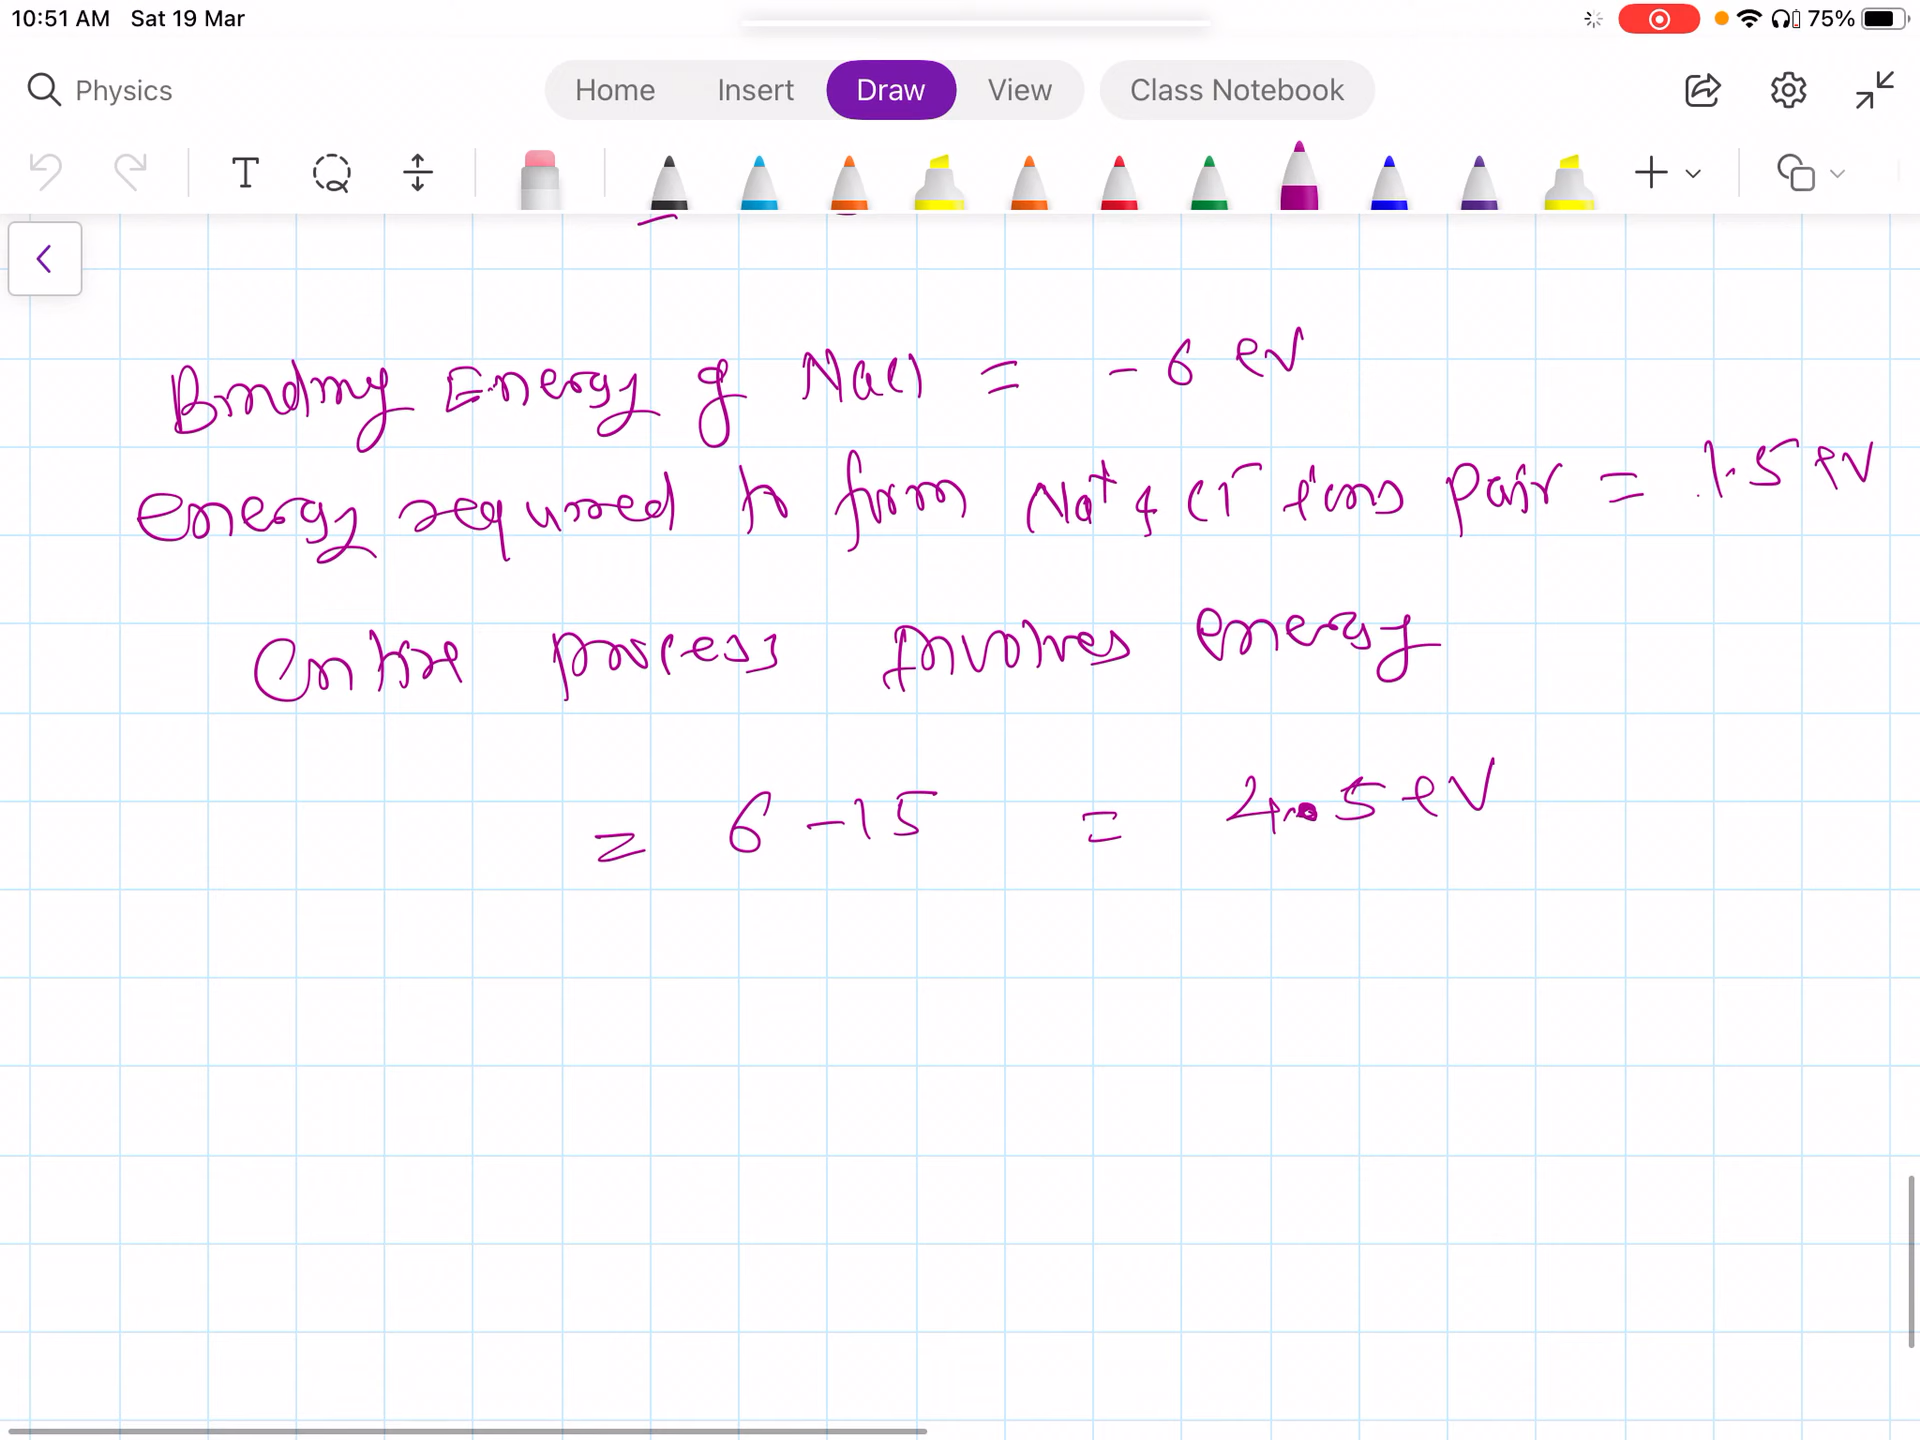 10:51 AM Sat 19 Mar 75%
Physics Home Insert Draw View Class Notebook
T
Binding Energy of NaCl = - 6 eV
energy required to form Na+ & Cl- ions pair = 1.5 eV
Entire process involves energy
= 6 - 15 = 4.5 eV